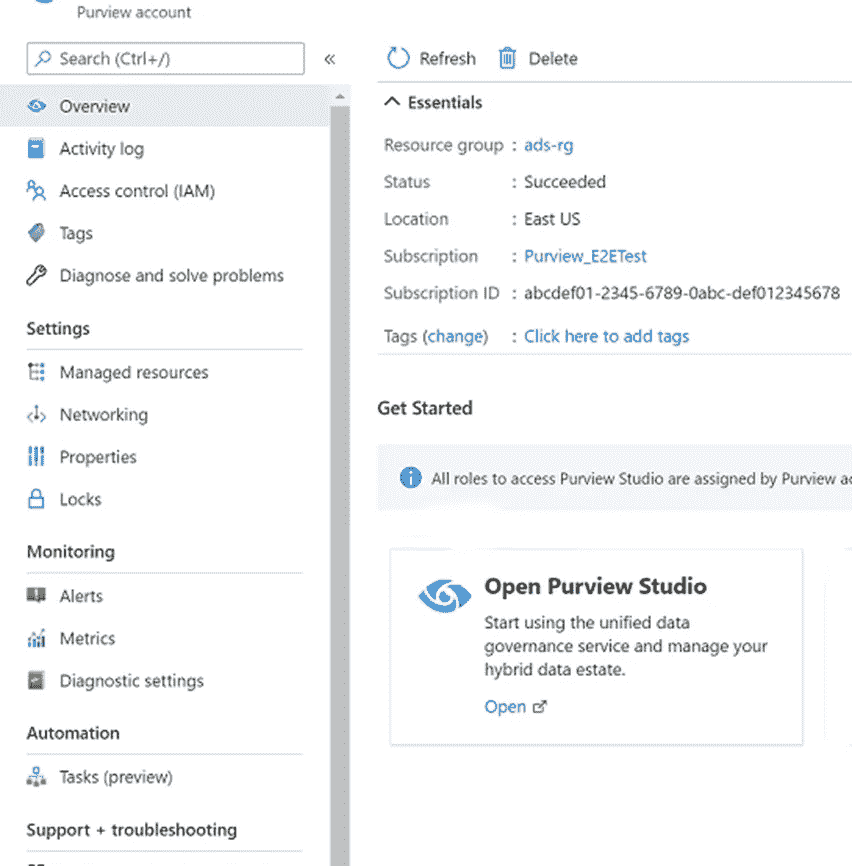 Purview account
Search (Ctrl+/)
«
Overview
Activity log
Access control (IAM)
Tags
Diagnose and solve problems
Settings
Managed resources
Networking
Properties
Locks
Monitoring
Alerts
Metrics
Diagnostic settings
Automation
Tasks (preview)
Support + troubleshooting
Refresh
Delete
Essentials
Resource group : ads-rg
Status : Succeeded
Location : East US
Subscription : Purview_E2ETest
Subscription ID : abcdef01-2345-6789-0abc-def012345678
Tags (change) : Click here to add tags
Get Started
All roles to access Purview Studio are assigned by Purview
Open Purview Studio
Start using the unified data
governance service and manage your
hybrid data estate.
Open